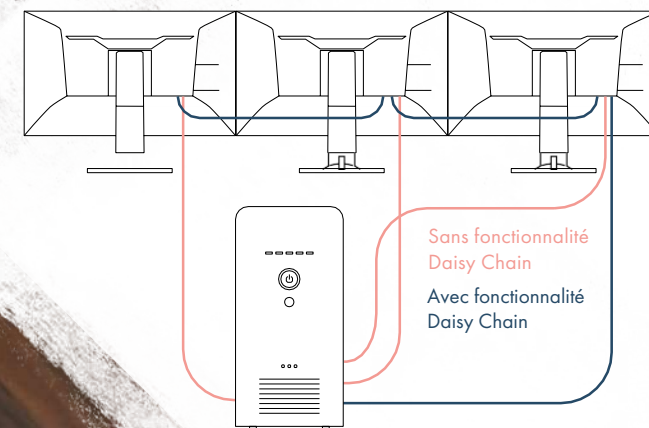 Sans fonctionnalité
Daisy Chain
Avec fonctionnalité
Daisy Chain